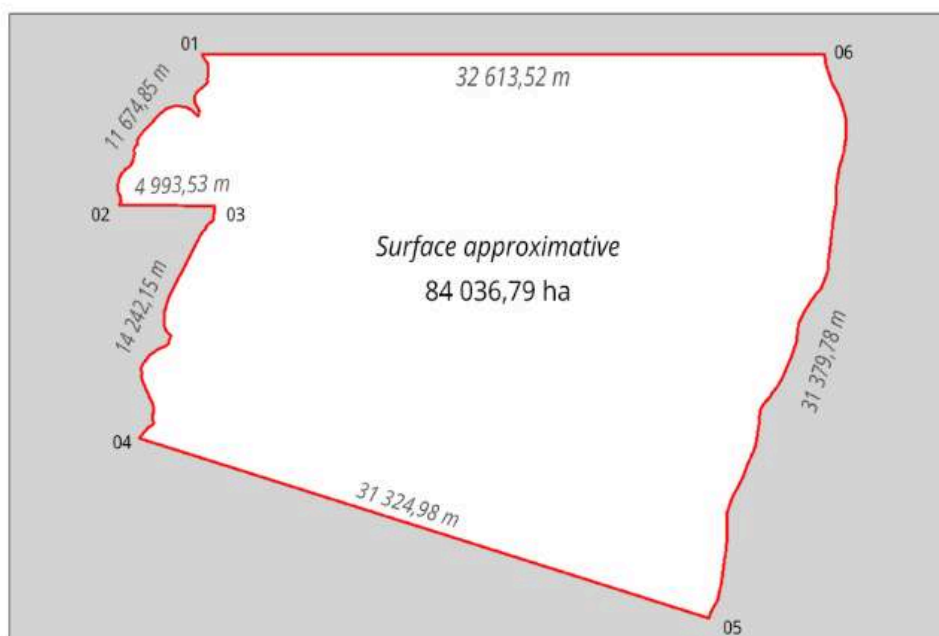 01
06
32 613,52 m
11 674,85 m
4 993,53 m
02
03
Surface approximative
84 036,79 ha
14 242,15 m
31 379,78 m
04
31 324,98 m
05